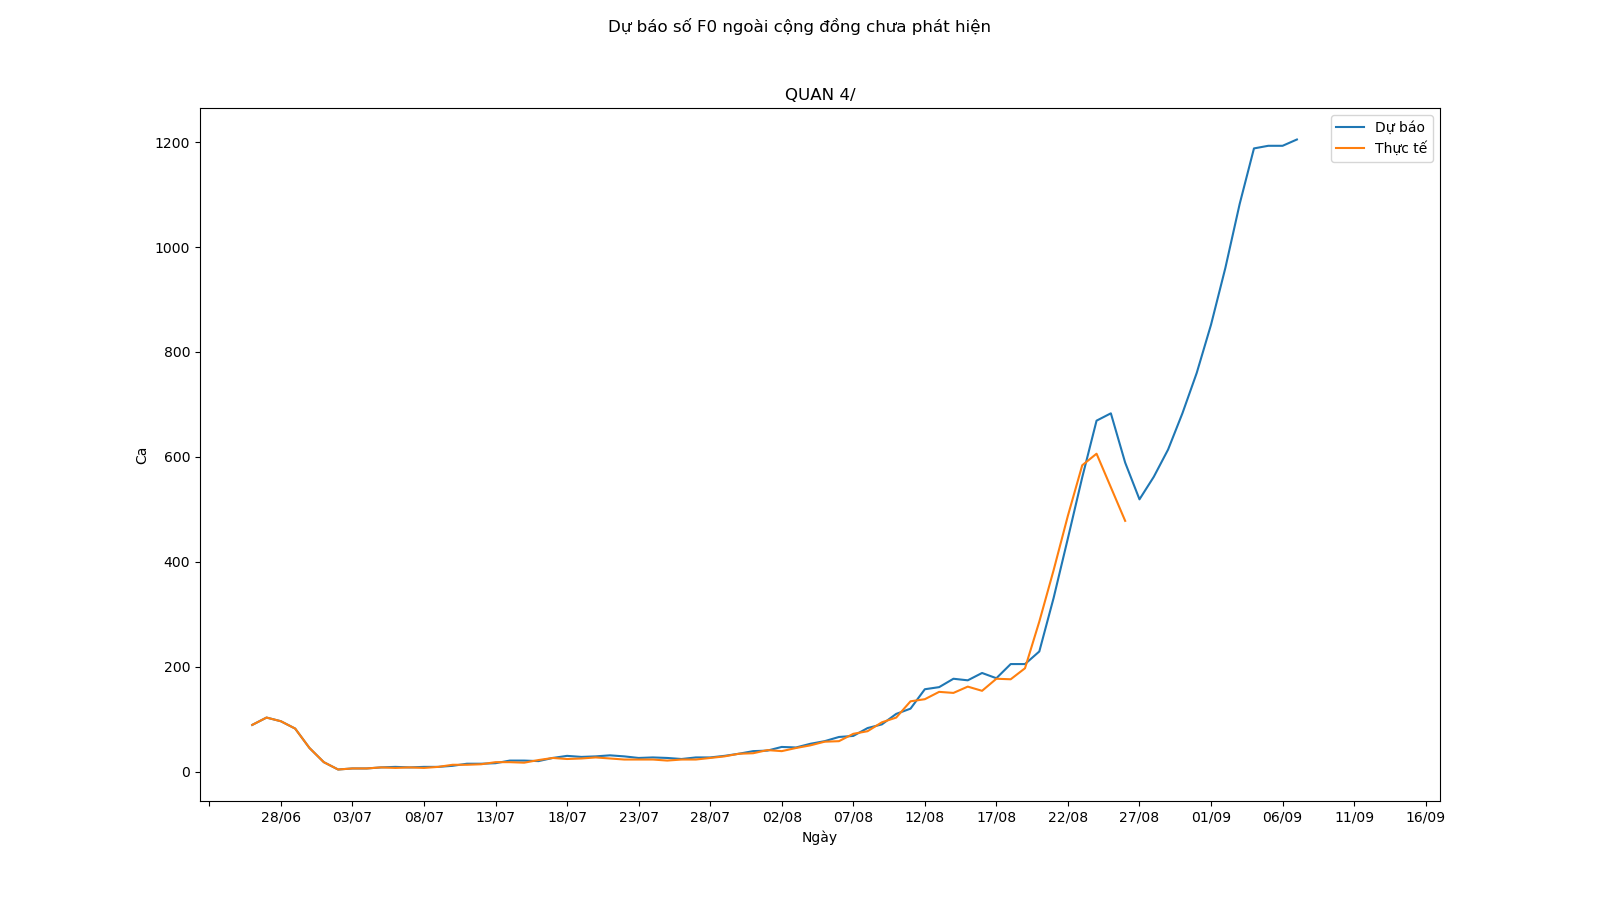 Dự báo số F0 ngoài cộng đồng chưa phát hiện
QUAN 4/
Dự báo
Thực tế
1200
1000
800
600
400
200
0
Ca
28/06 03/07 08/07 13/07 18/07 23/07 28/07 02/08 07/08 12/08 17/08 22/08 27/08 01/09 06/09 11/09 16/09
Ngày